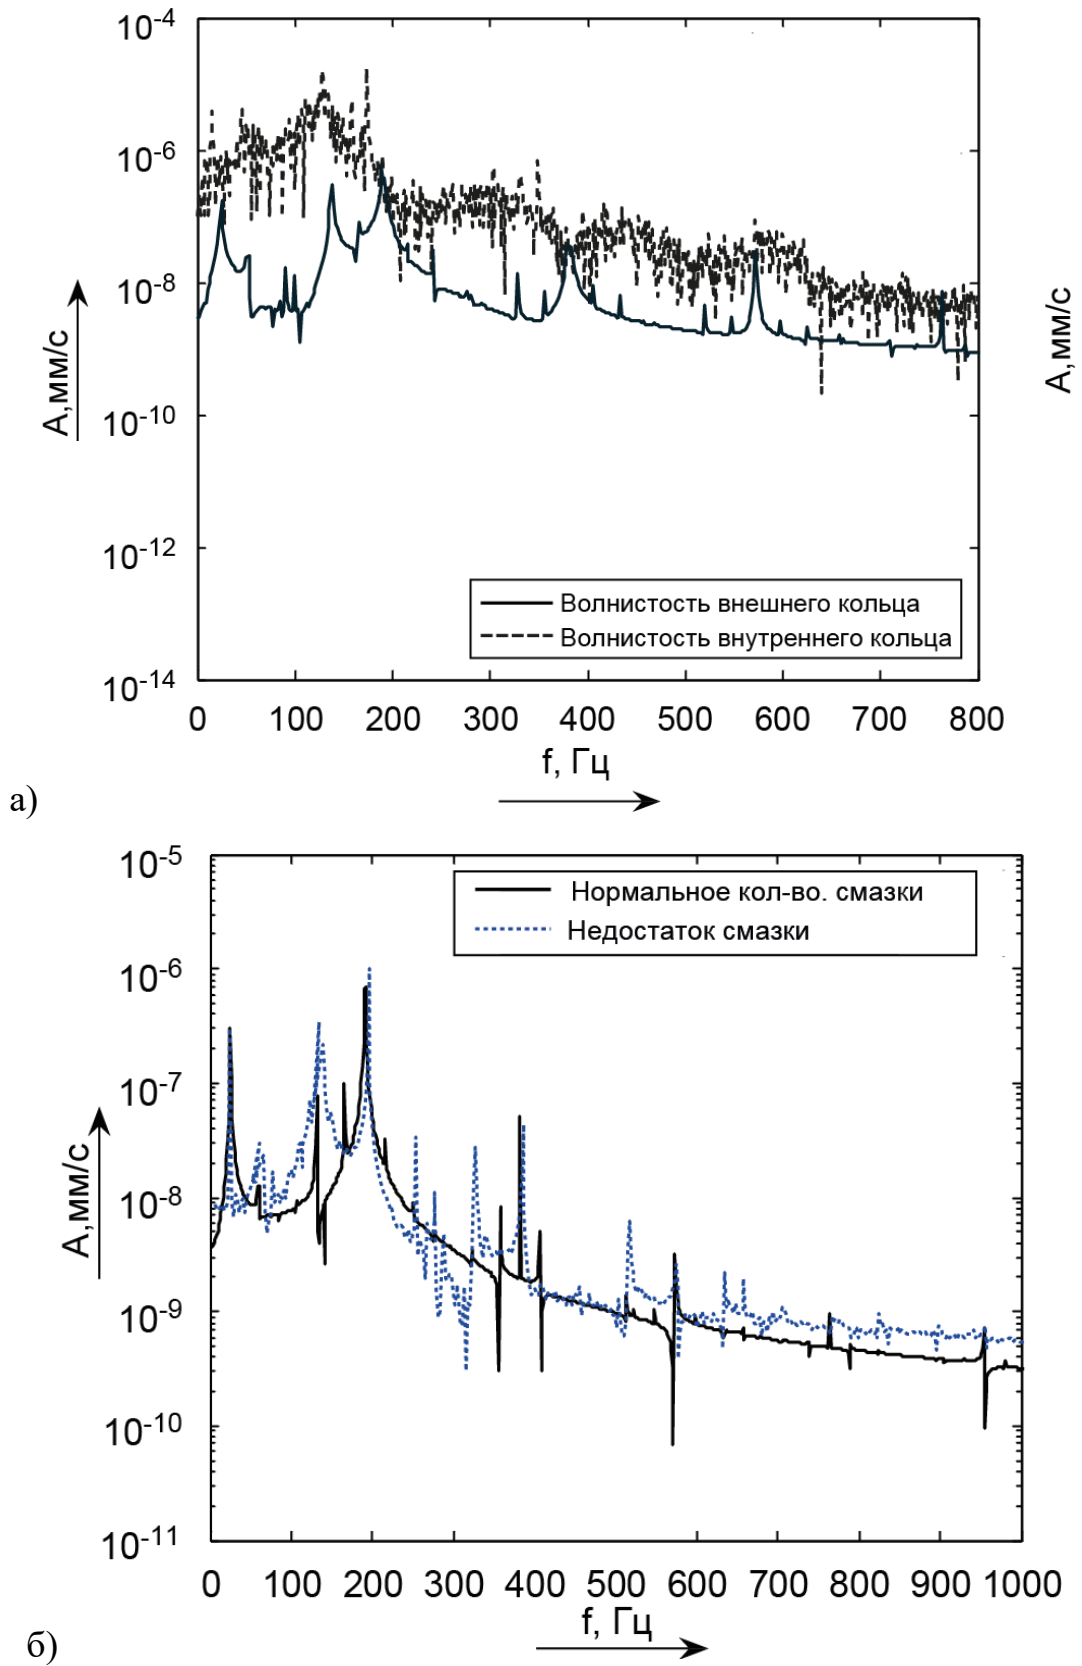 10-4
10-6
10-8
10-10
10-12
10-14
А,мм/с
А,мм/с
Волнистость внешнего кольца
Волнистость внутреннего кольца
0 100 200 300 400 500 600 700 800
f, Гц
а)
10-5
10-6
10-7
10-8
10-9
10-10
10-11
А,мм/с
Нормальное кол-во. смазки
Недостаток смазки
0 100 200 300 400 500 600 700 800 900 1000
f, Гц
б)